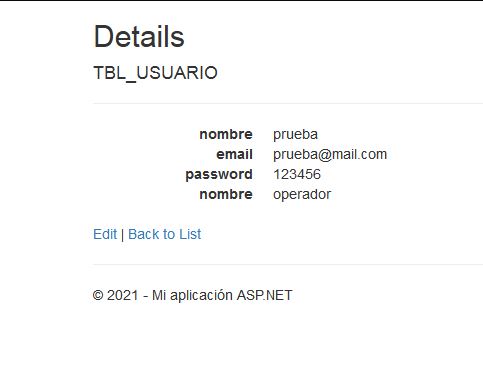 Details
TBL_USUARIO
nombre prueba
email prueba@mail.com
password 123456
nombre operador
Edit | Back to List
© 2021 - Mi aplicación ASP.NET